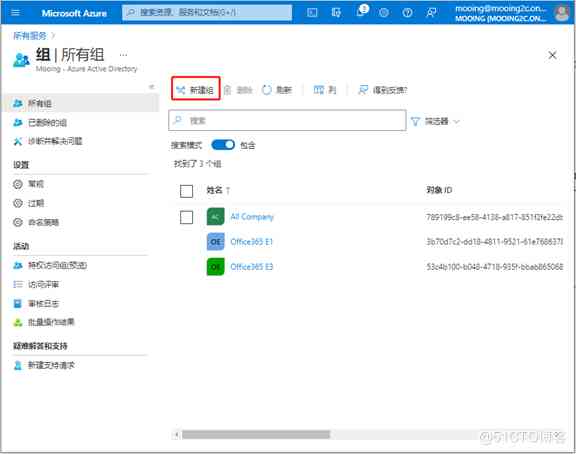 Microsoft Azure
搜索资源、服务和文档(G+/)
3
mooing@mooing2c.on...
MOOING (MOOING2C.ON...
所有服务 >
组 | 所有组 ...
Mooing - Azure Active Directory
新建组
删除
刷新
列
得到反馈?
所有组
已删除的组
诊断并解决问题
设置
常规
过期
命名策略
活动
特权访问组(预览)
访问评审
审核日志
批量操作结果
疑难解答和支持
新建支持请求
搜索
筛选器
搜索模式
包含
找到了 3 个组
姓名 ↑
对象 ID
AC
All Company
789199c8-ee58-4138-a817-851f2fe22db
OE
Office365 E1
3b70d7c2-dd18-4811-9521-61e7686378
OE
Office365 E3
53c4b100-b048-4718-935f-bbab865068
@51CTO博客